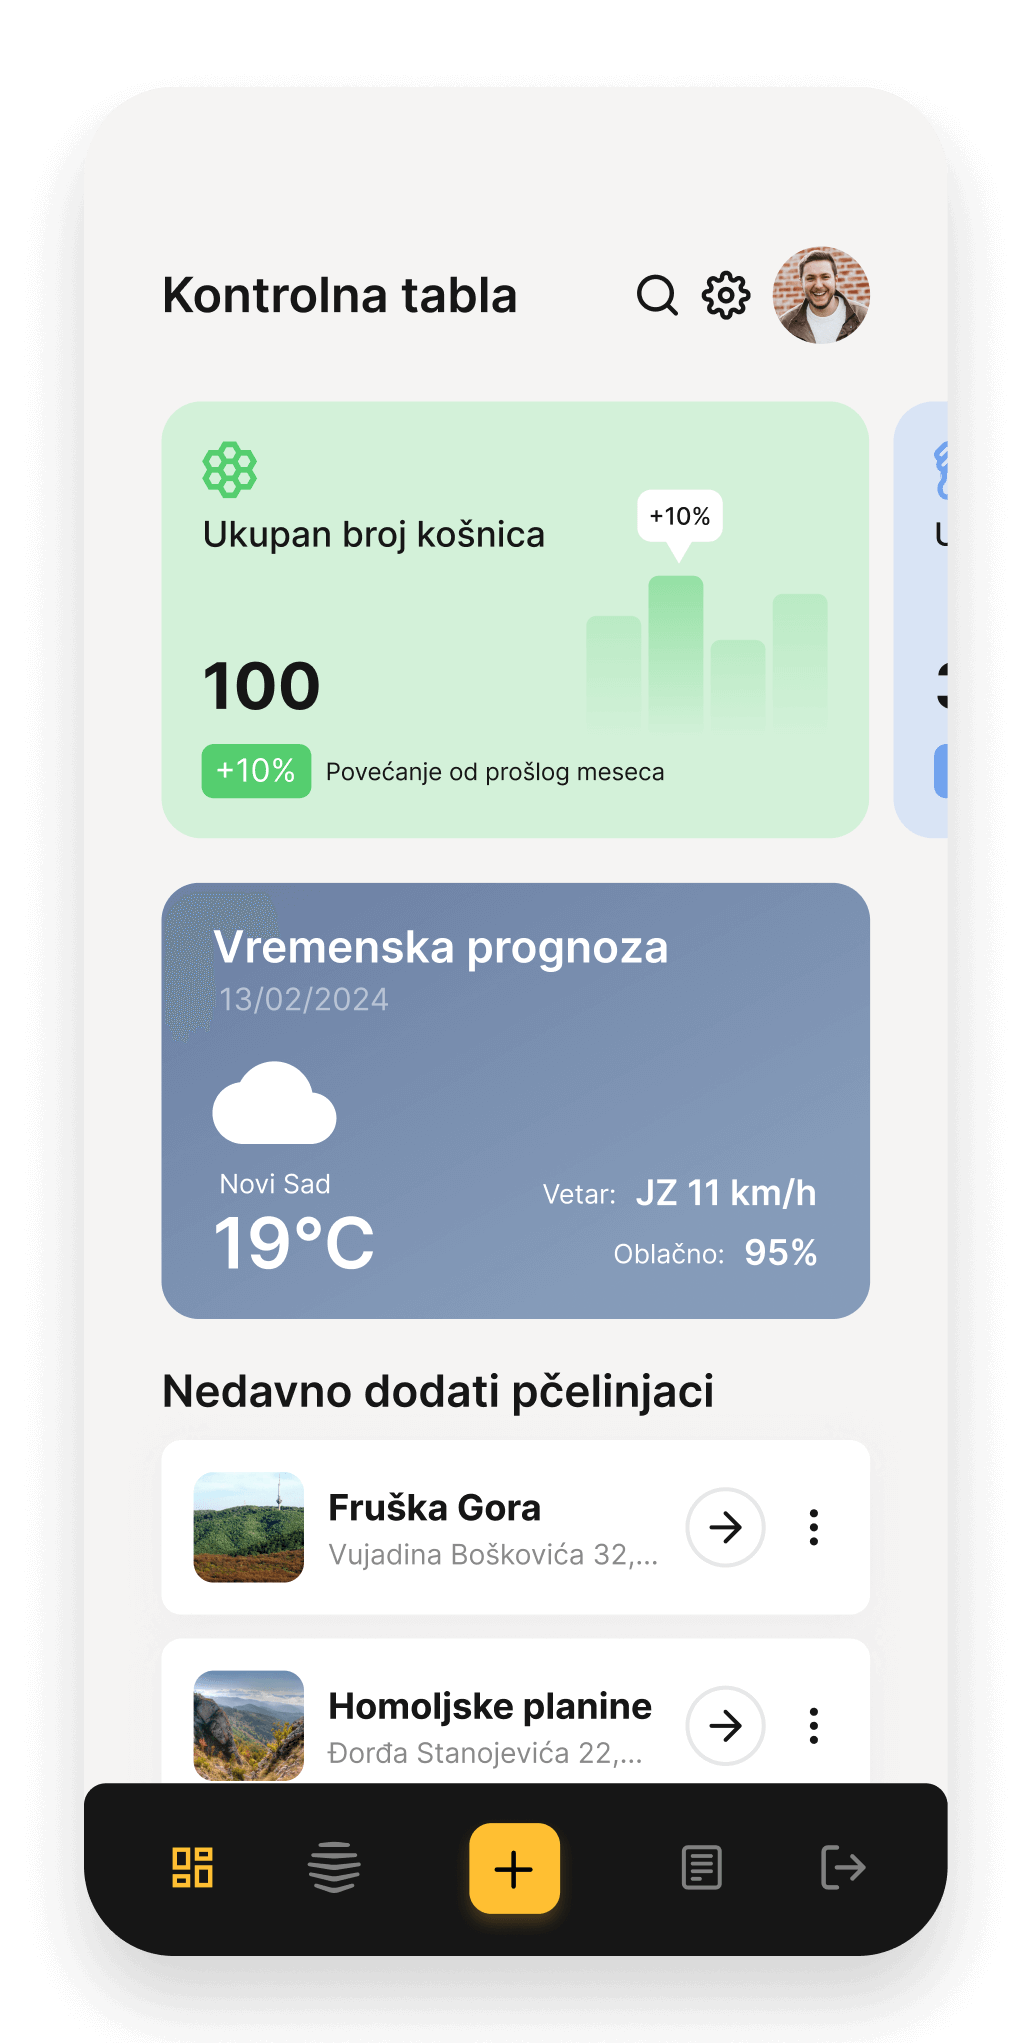 Kontrolna tabla
Ukupan broj košnica
+10%
100
+10% Povećanje od prošlog meseca
Vremenska prognoza
13/02/2024
Novi Sad
19°C
Vetar: JZ 11 km/h
Oblačno: 95%
Nedavno dodati pčelinjaci
Fruška Gora
Vujadina Boškovića 32,...
Homoljske planine
Đorđa Stanojevića 22,...